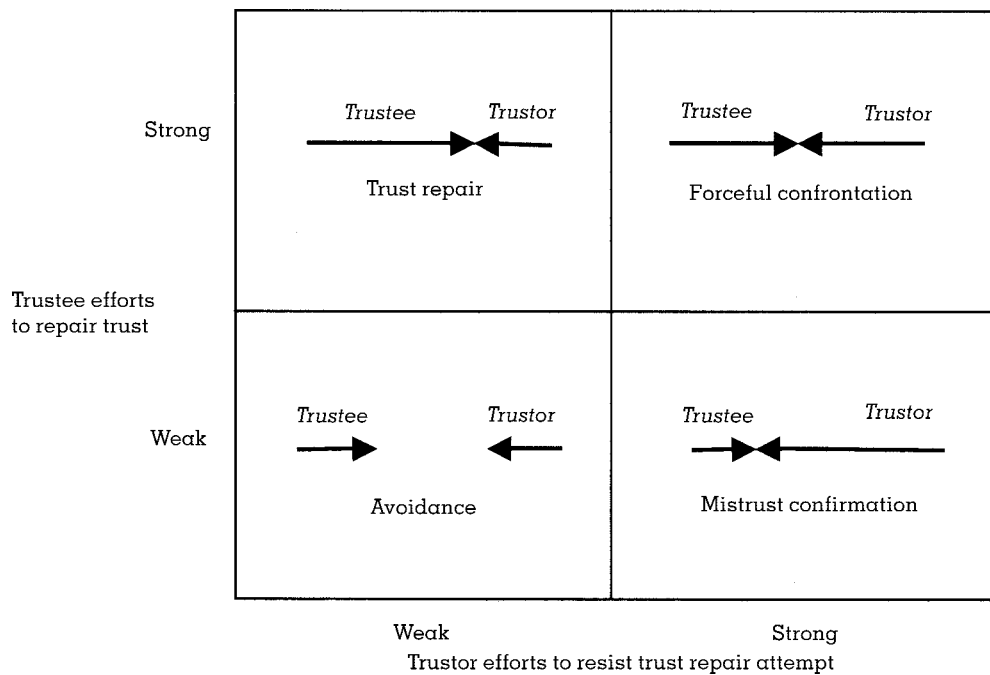 Trustee Trustor
Trustee Trustor
Strong
Trust repair
Forceful confrontation
Trustee efforts
to repair trust
Trustee Trustor
Trustee Trustor
Weak
Avoidance
Mistrust confirmation
Weak
Strong
Trustor efforts to resist trust repair attempt